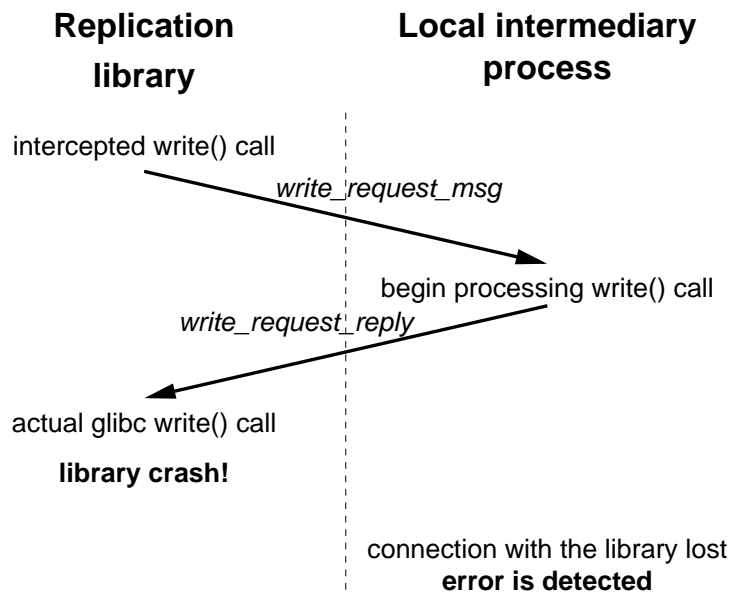 Replication
library
Local intermediary
process
intercepted write() call
write_request_msg
begin processing write() call
write_request_reply
actual glibc write() call
library crash!
connection with the library lost
error is detected